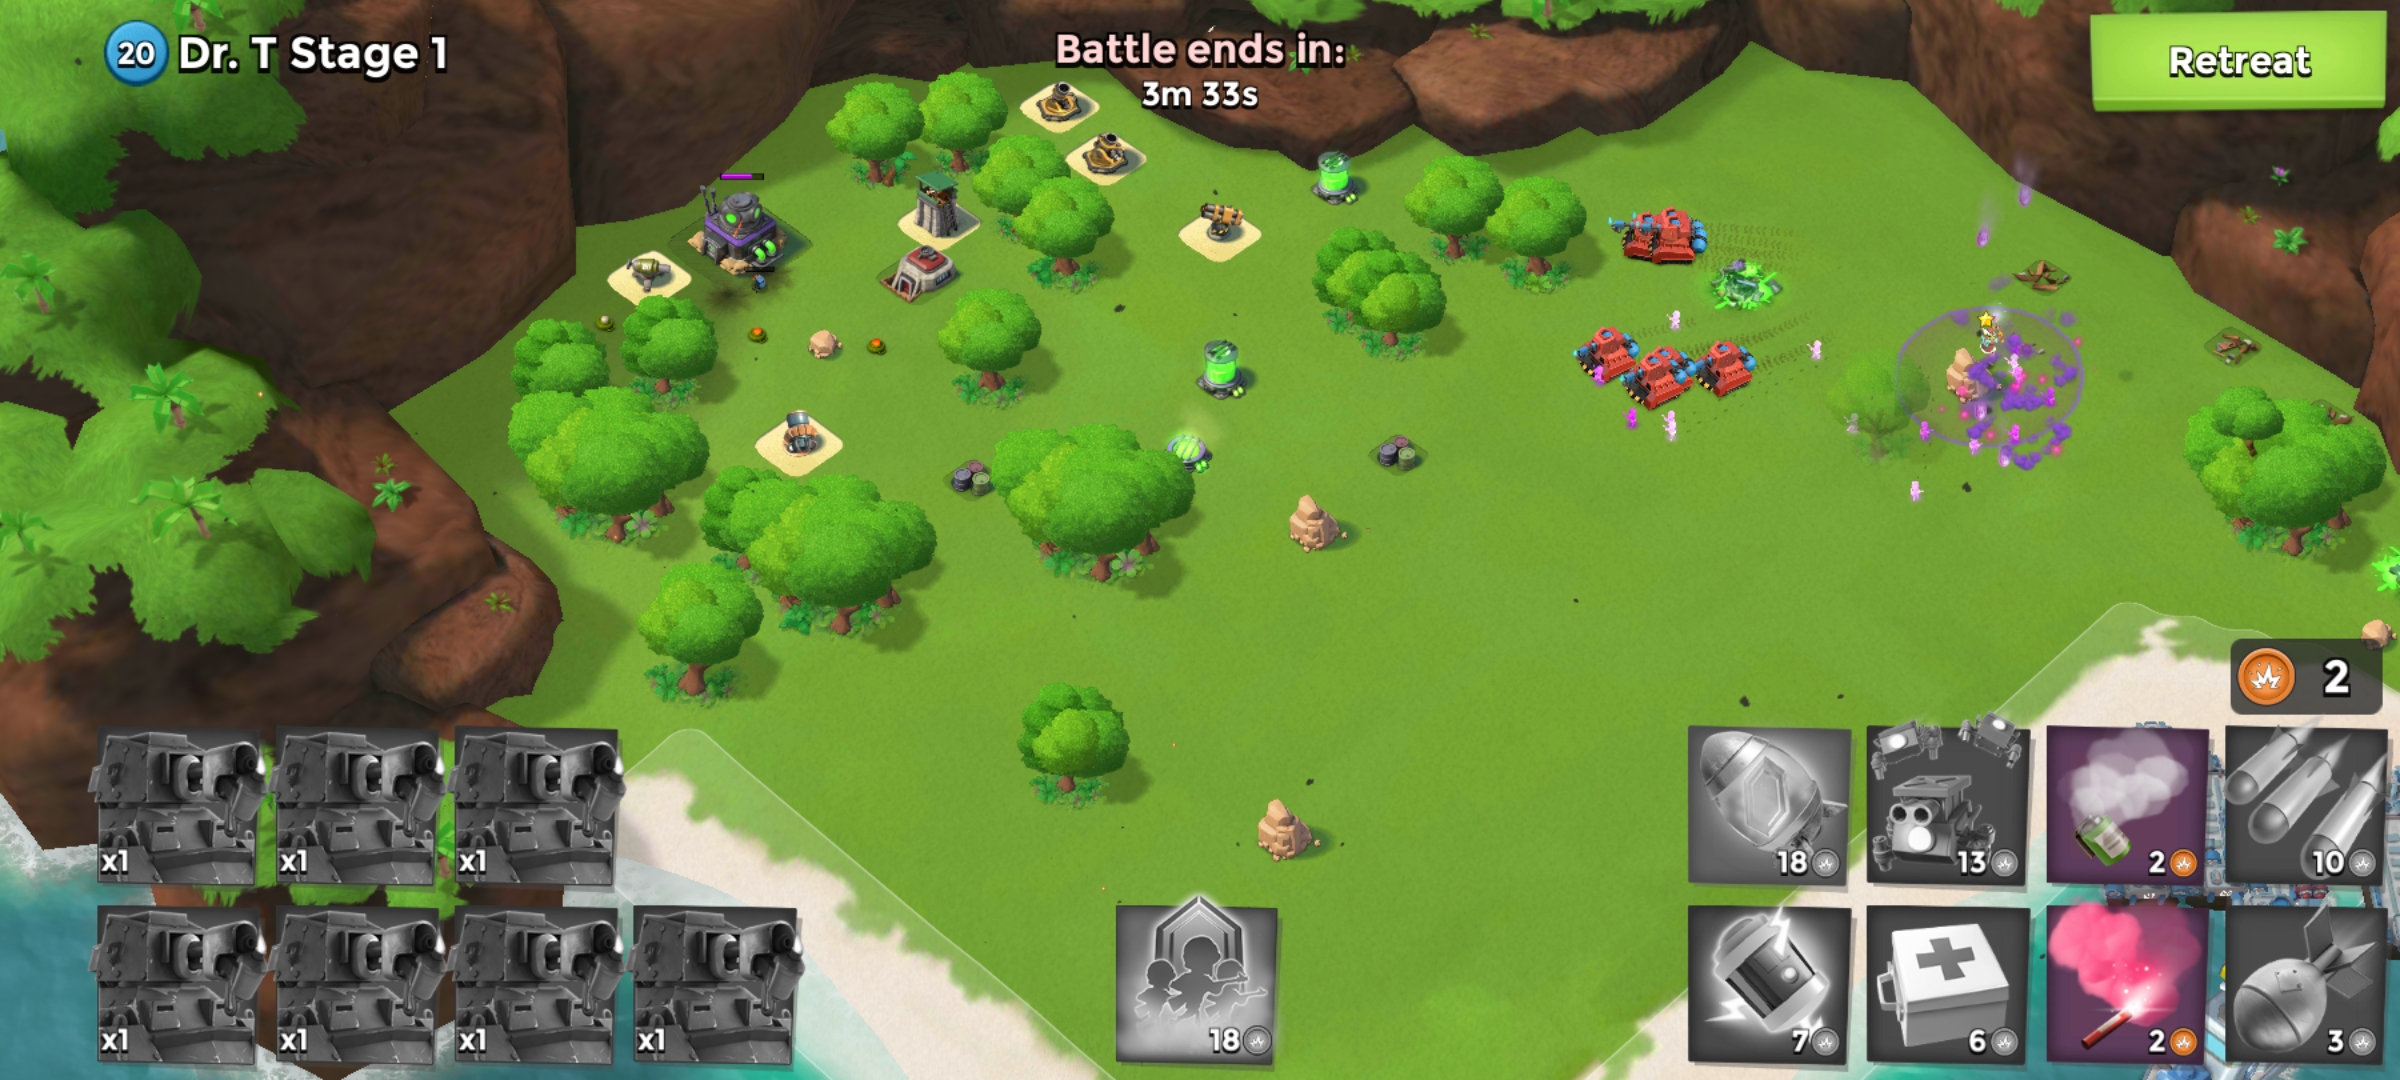 20 Dr. T Stage 1
Battle ends in:
3m 33s
Retreat
2
x1 x1 x1
18 13 2 10
x1 x1 x1 x1
18
7 6 2 3